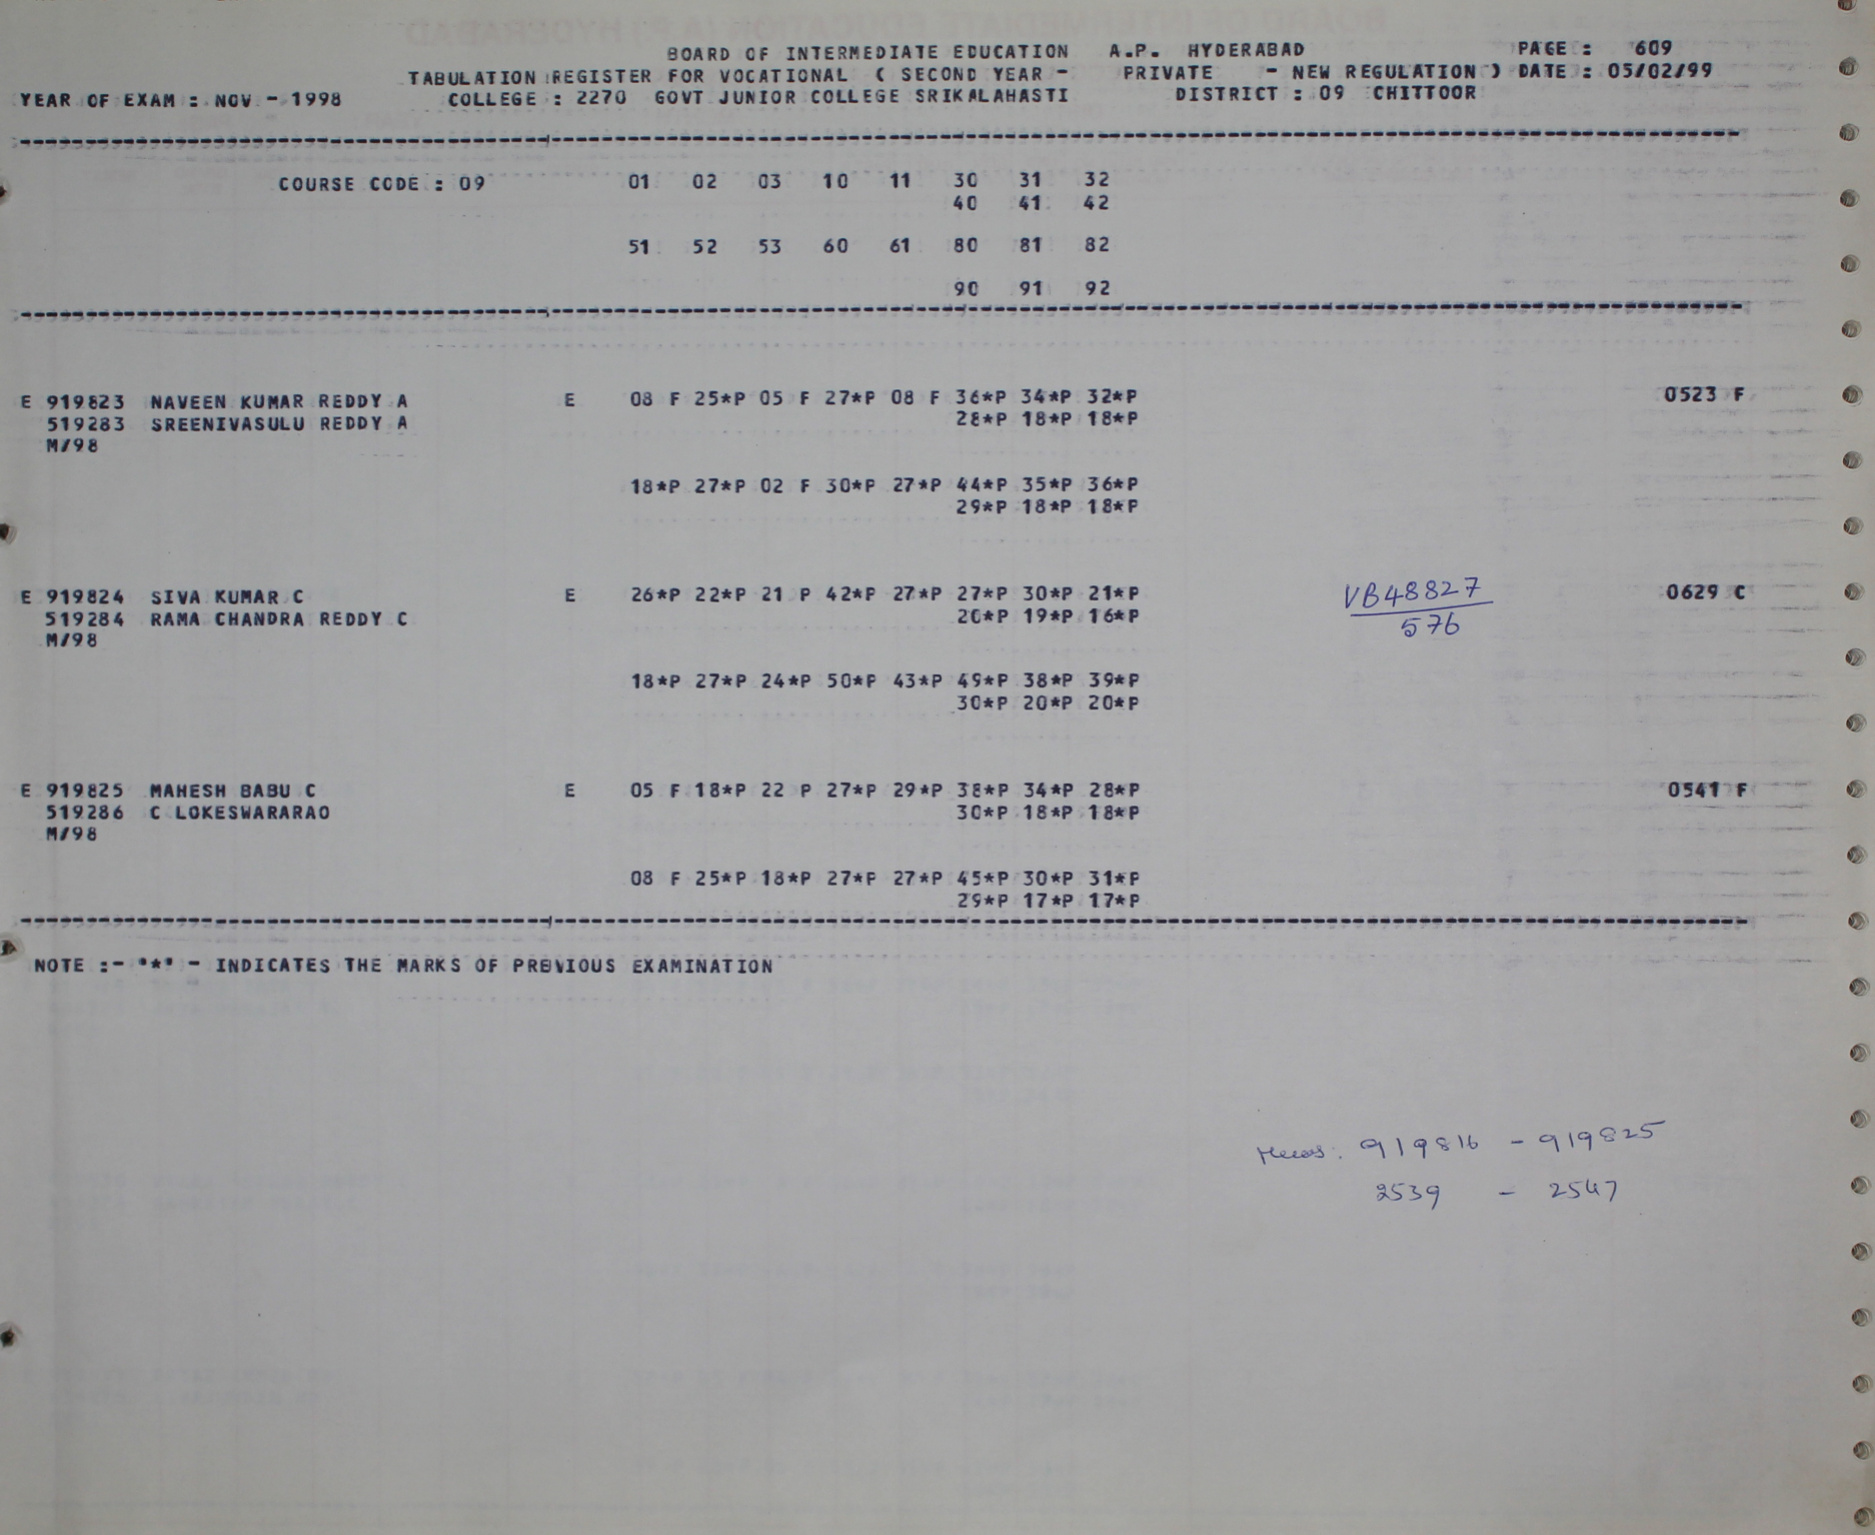 BOARD OF INTERMEDIATE EDUCATION A.P. HYDERABAD PAGE : 609
TABULATION REGISTER FOR VOCATIONAL ( SECOND YEAR - PRIVATE - NEW REGULATION ) DATE : 05/02/99
YEAR OF EXAM : NOV - 1998 COLLEGE : 2270 GOVT JUNIOR COLLEGE SRIKALAHASTI DISTRICT : 09 CHITTOOR
COURSE CODE : 09 01 02 03 10 11 30 31 32
40 41 42
51 52 53 60 61 80 81 82
90 91 92
E 919823 NAVEEN KUMAR REDDY A E 08 F 25*P 05 F 27*P 08 F 36*P 34*P 32*P 0523 F
519283 SREENIVASULU REDDY A 28*P 18*P 18*P
M/98
18*P 27*P 02 F 30*P 27*P 44*P 35*P 36*P
29*P 18*P 18*P
E 919824 SIVA KUMAR C E 26*P 22*P 21 P 42*P 27*P 27*P 30*P 21*P VB48827 0629 C
519284 RAMA CHANDRA REDDY C 20*P 19*P 16*P 576
M/98
18*P 27*P 24*P 50*P 43*P 49*P 38*P 39*P
30*P 20*P 20*P
E 919825 MAHESH BABU C E 05 F 18*P 22 P 27*P 29*P 38*P 34*P 28*P 0541 F
519286 C LOKESWARARAO 30*P 18*P 18*P
M/98
08 F 25*P 18*P 27*P 27*P 45*P 30*P 31*P
29*P 17*P 17*P
NOTE :- "*" - INDICATES THE MARKS OF PREVIOUS EXAMINATION
919816 - 919825
2539 - 2547